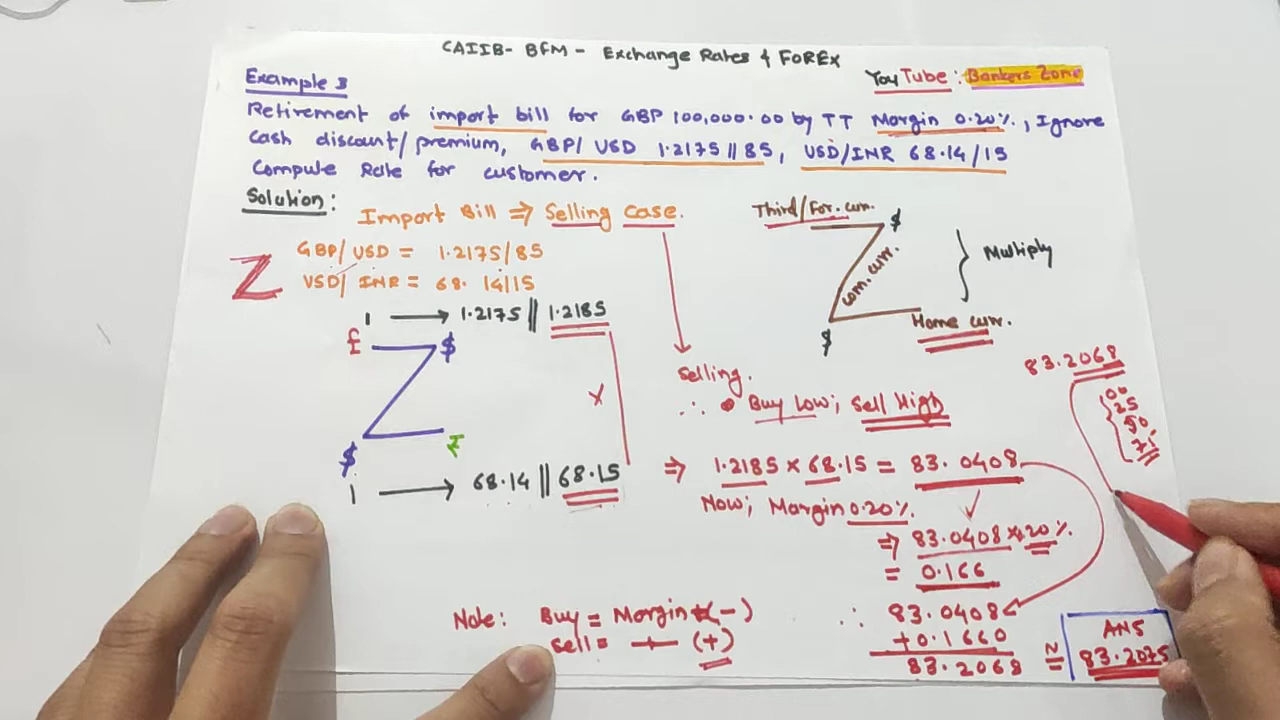 CAIIB- BFM - Exchange Rates & FOREX
YouTube: Bankers Zone
Example 3
Retirement of import bill for GBP 100,000.00 by TT Margin 0.20%, Ignore
Cash discount/ premium, GBP/ USD 1.2175 || 85, USD/INR 68.14/15
Compute Rate for customer.
Solution:
Import Bill ⇒ Selling Case.
GBP/ USD = 1.2175/85
USD/ INR = 68. 14/15
Z
1 → 1.2175 || 1.2185
£ $
$ ₹
1 → 68.14 || 68.15
x
Third/For. curr. $
Com. curr.
$ Home curr.
} Multiply
Selling.
∴ Buy Low; Sell High
⇒ 1.2185 x 68.15 = 83.0408
Now; Margin 0.20%.
⇒ 83.0408 x .20%.
= 0.166
∴ 83.0408
+0.1660
83.2068 ≅ ANS
83.2075
Note: Buy = Margin (-)
Sell = (+)
83.2068
00
25
50
75